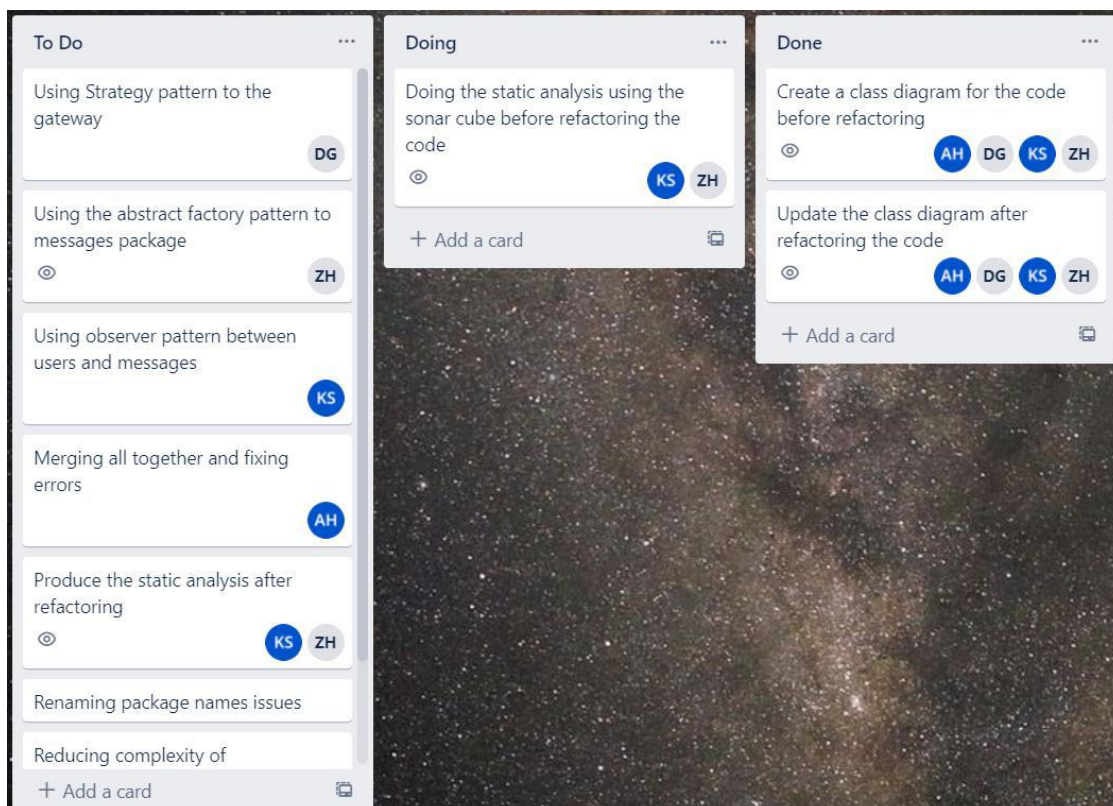 To Do
Using Strategy pattern to the
gateway
DG
Using the abstract factory pattern to
messages package
ZH
Using observer pattern between
users and messages
KS
Merging all together and fixing
errors
AH
Produce the static analysis after
refactoring
KS ZH
Renaming package names issues
Reducing complexity of
+ Add a card
Doing
Doing the static analysis using the
sonar cube before refactoring the
code
KS ZH
+ Add a card
Done
Create a class diagram for the code
before refactoring
AH DG KS ZH
Update the class diagram after
refactoring the code
AH DG KS ZH
+ Add a card